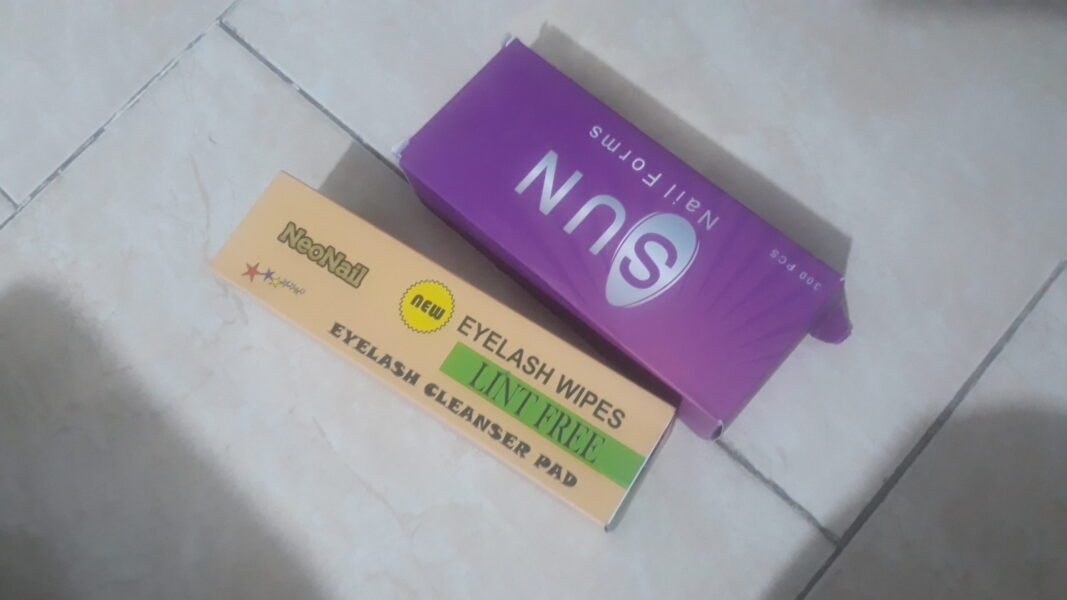 SUN
Nail Forms
300 PCS
NeoNail
NEW
EYELASH WIPES
LINT FREE
EYELASH CLEANSER PAD